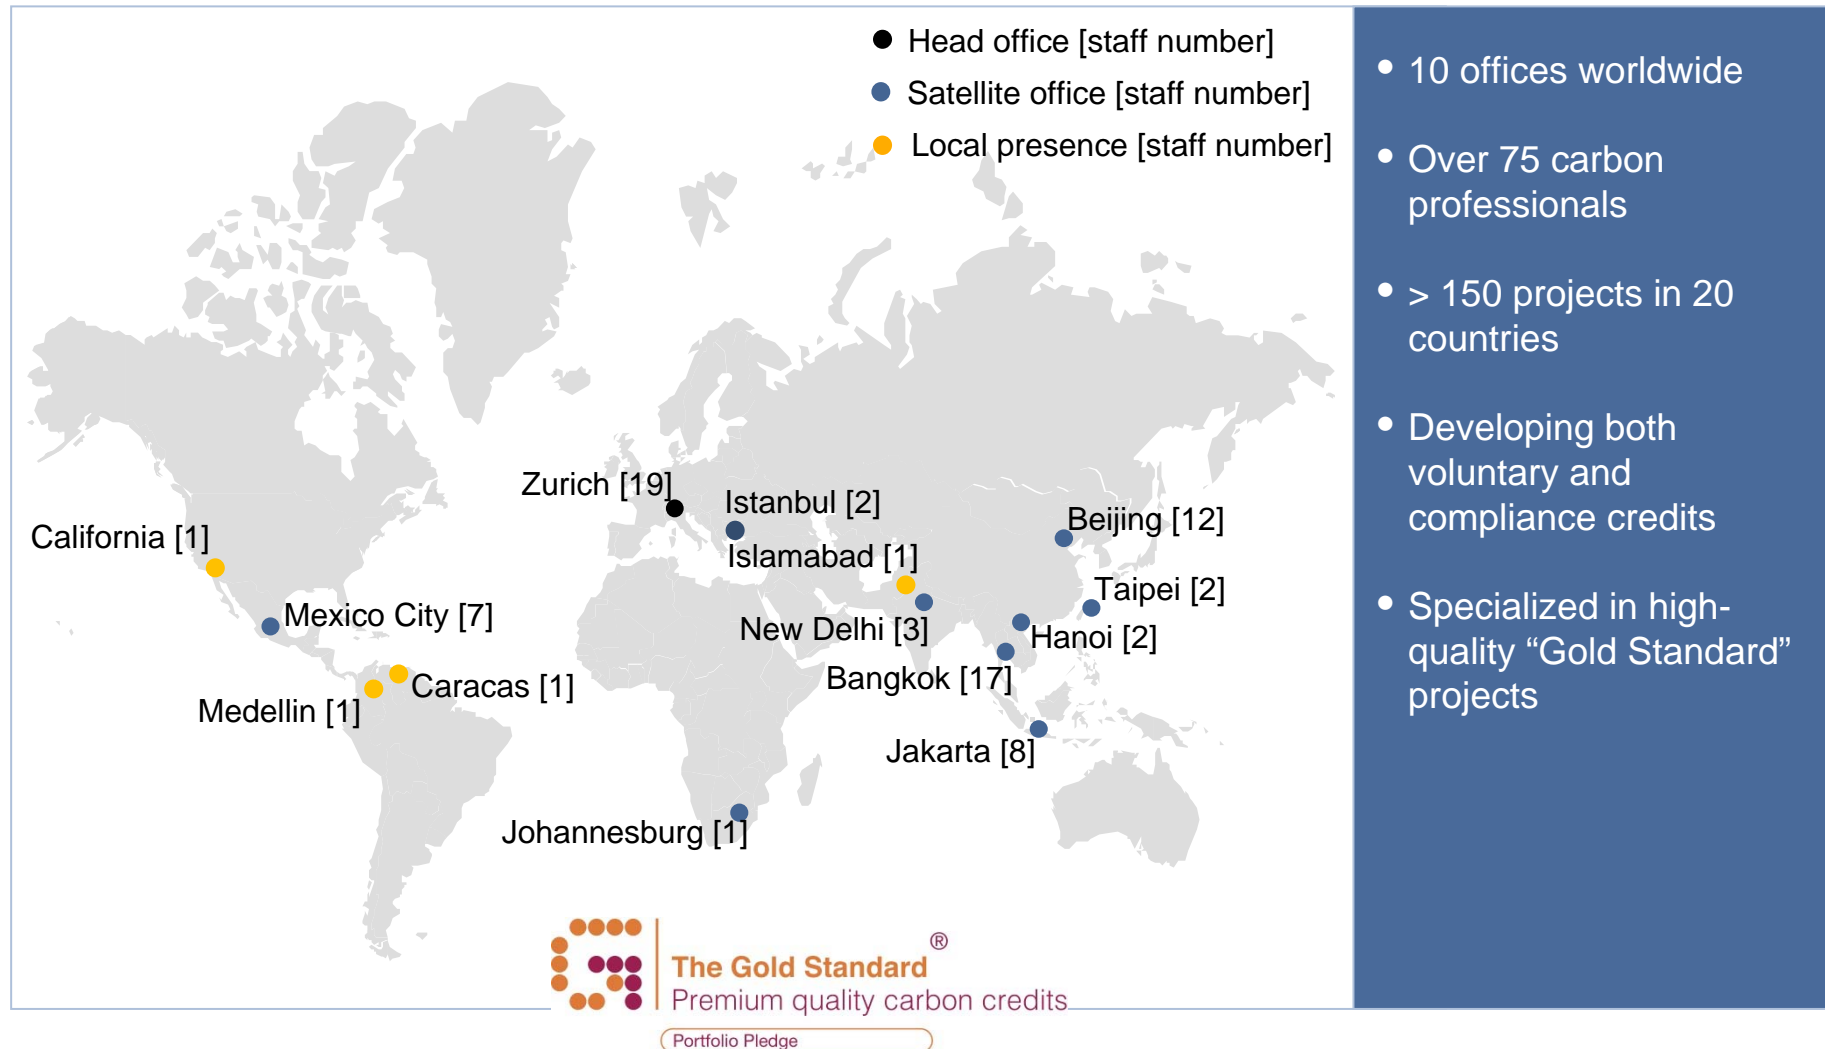 Head office [staff number]
Satellite office [staff number]
Local presence [staff number]
Zurich [19]
Istanbul [2]
Beijing [12]
California [1]
Islamabad [1]
Taipei [2]
Mexico City [7]
New Delhi [3]
Hanoi [2]
Caracas [1]
Bangkok [17]
Medellin [1]
Jakarta [8]
Johannesburg [1]
®
The Gold Standard
Premium quality carbon credits
Portfolio Pledge
• 10 offices worldwide
• Over 75 carbon
professionals
• > 150 projects in 20
countries
• Developing both
voluntary and
compliance credits
• Specialized in high-
quality “Gold Standard”
projects